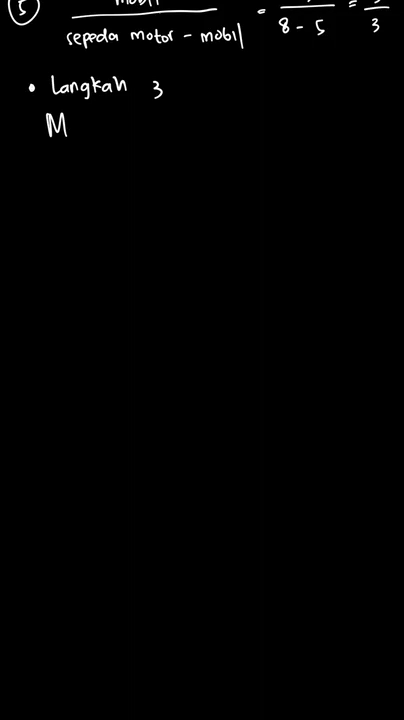 5 mobil
sepeda motor - mobil = 8 - 5 = 3
• Langkah 3
M